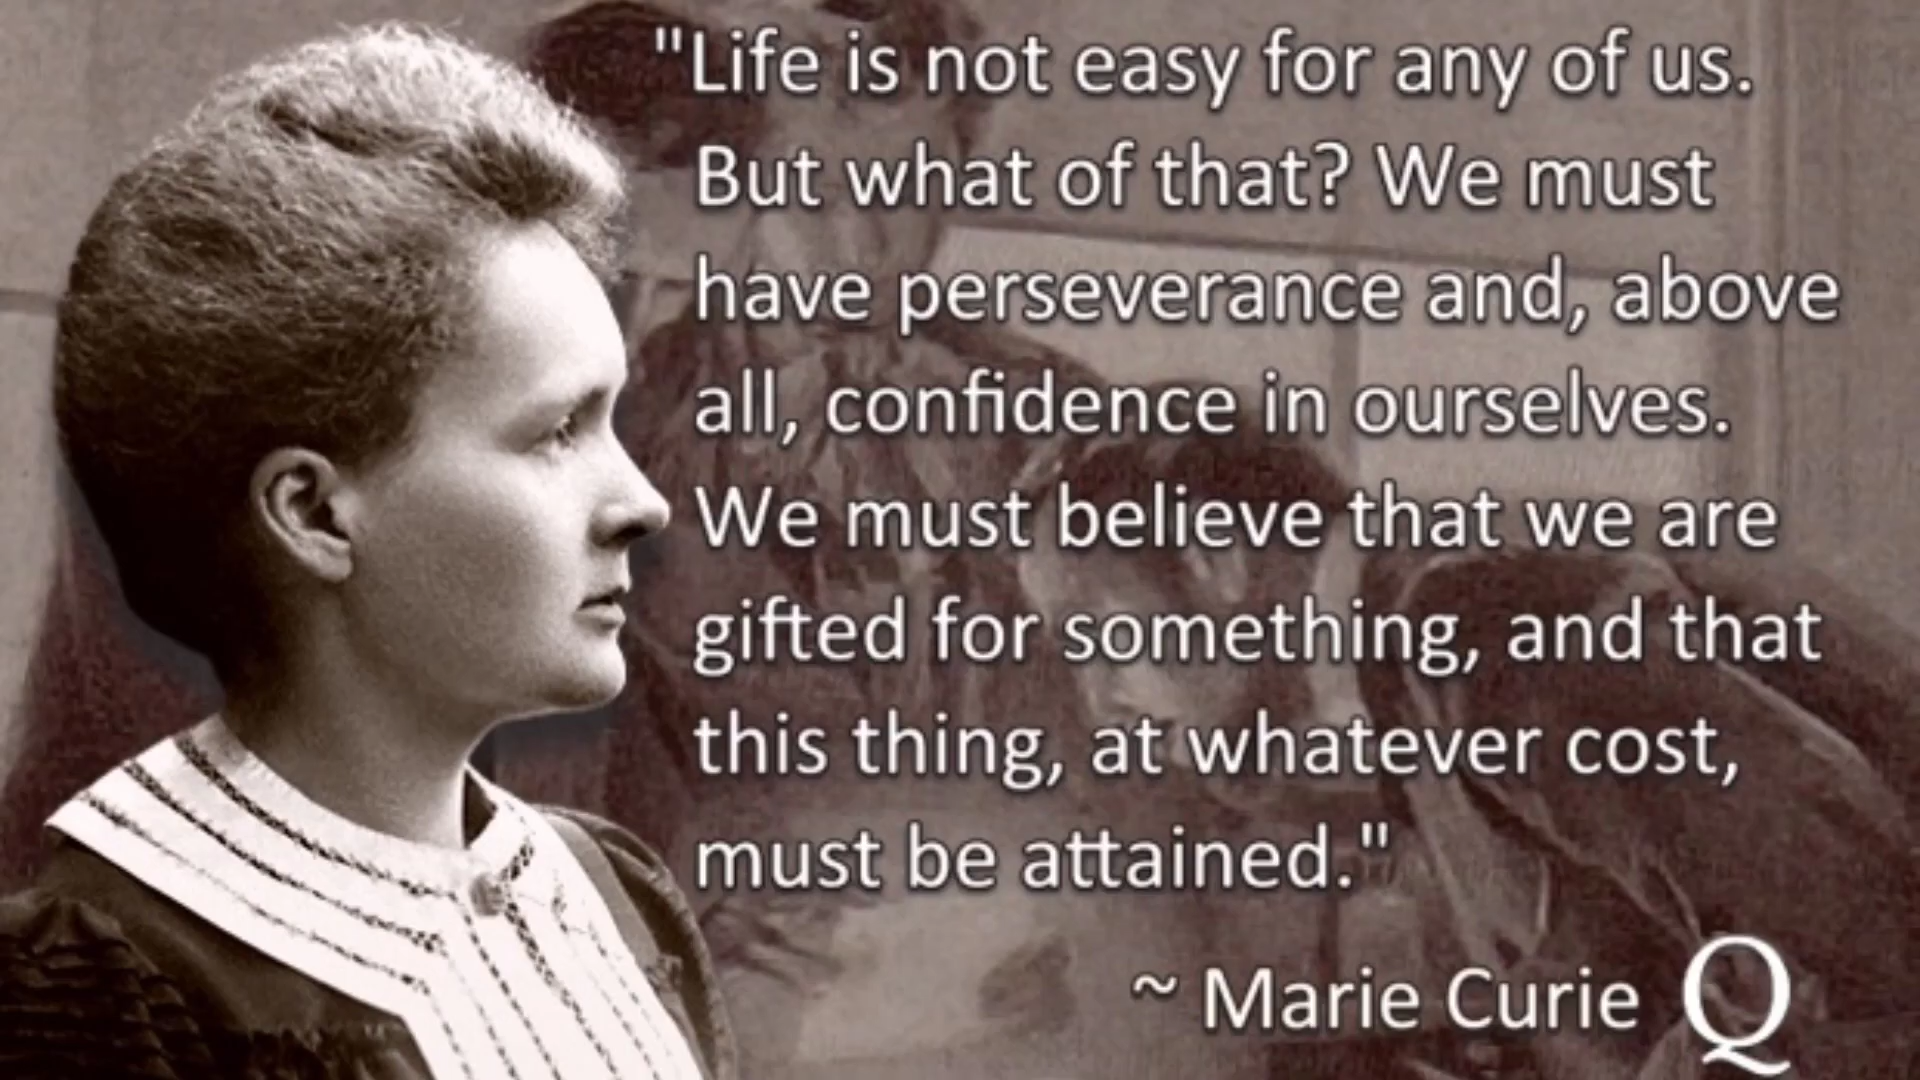 "Life is not easy for any of us.
But what of that? We must
have perseverance and, above
all, confidence in ourselves.
We must believe that we are
gifted for something, and that
this thing, at whatever cost,
must be attained."
~ Marie Curie Q